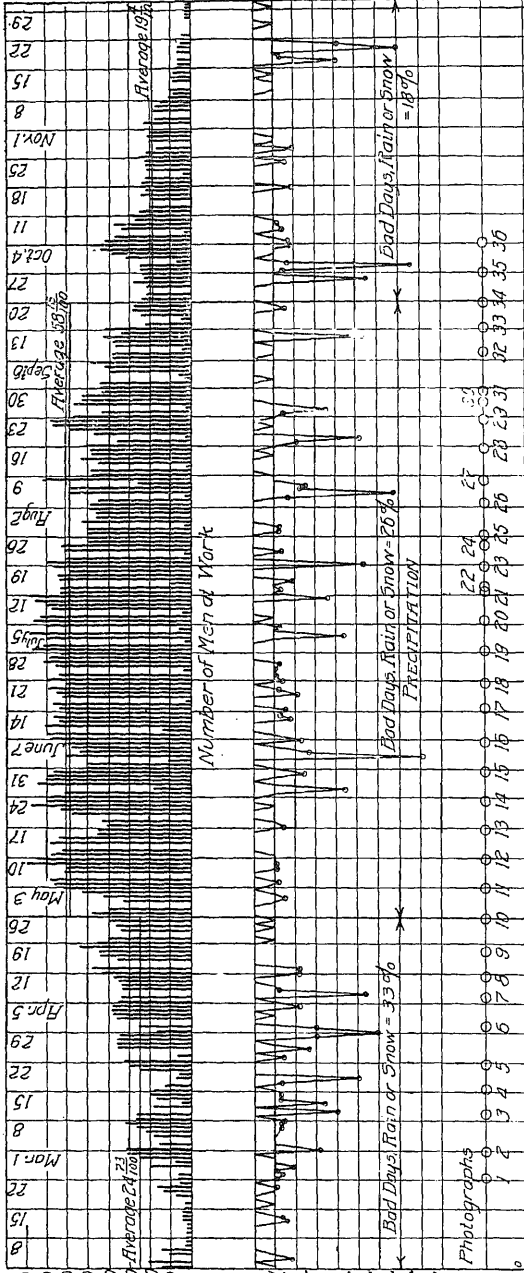 8 15 22 Mar. 1 8 15 22 29 Apr. 5 12 19 26 May 3 10 17 24 31 June 7 14 21 28 July 5 12 19 26 Aug 2 9 16 23 30 Sept 6 13 20 27 Oct. 4 11 18 25 Nov. 1 8 15 22 29
Average 24 23/100
Average 58 15/100
Average 19
Number of Men at Work
Bad Days, Rain or Snow = 33%
Bad Days, Rain or Snow = 26%
Bad Days, Rain or Snow
= 18%
PRECIPITATION
Photographs
1 2 3 4 5 6 7 8 9 10 11 12 13 14 15 16 17 18 19 20 21 22 23 24 25 26 27 28 29 31 32 33 34 35 36